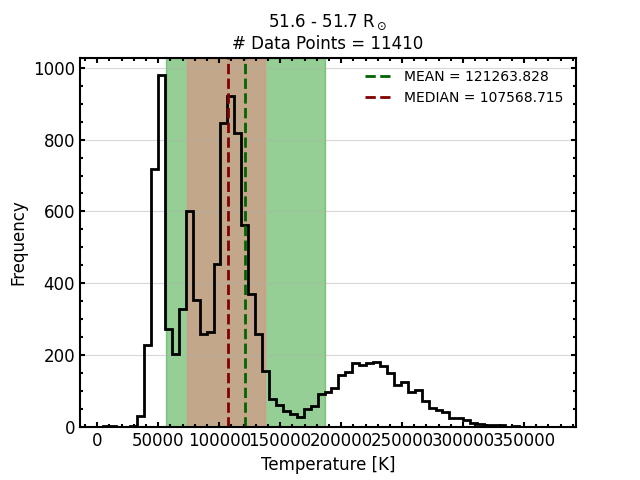 51.6 - 51.7 R⊙
# Data Points = 11410
MEAN = 121263.828
MEDIAN = 107568.715
Frequency
1000
800
600
400
200
0
0 50000 100000 150000 200000 250000 300000 350000
Temperature [K]